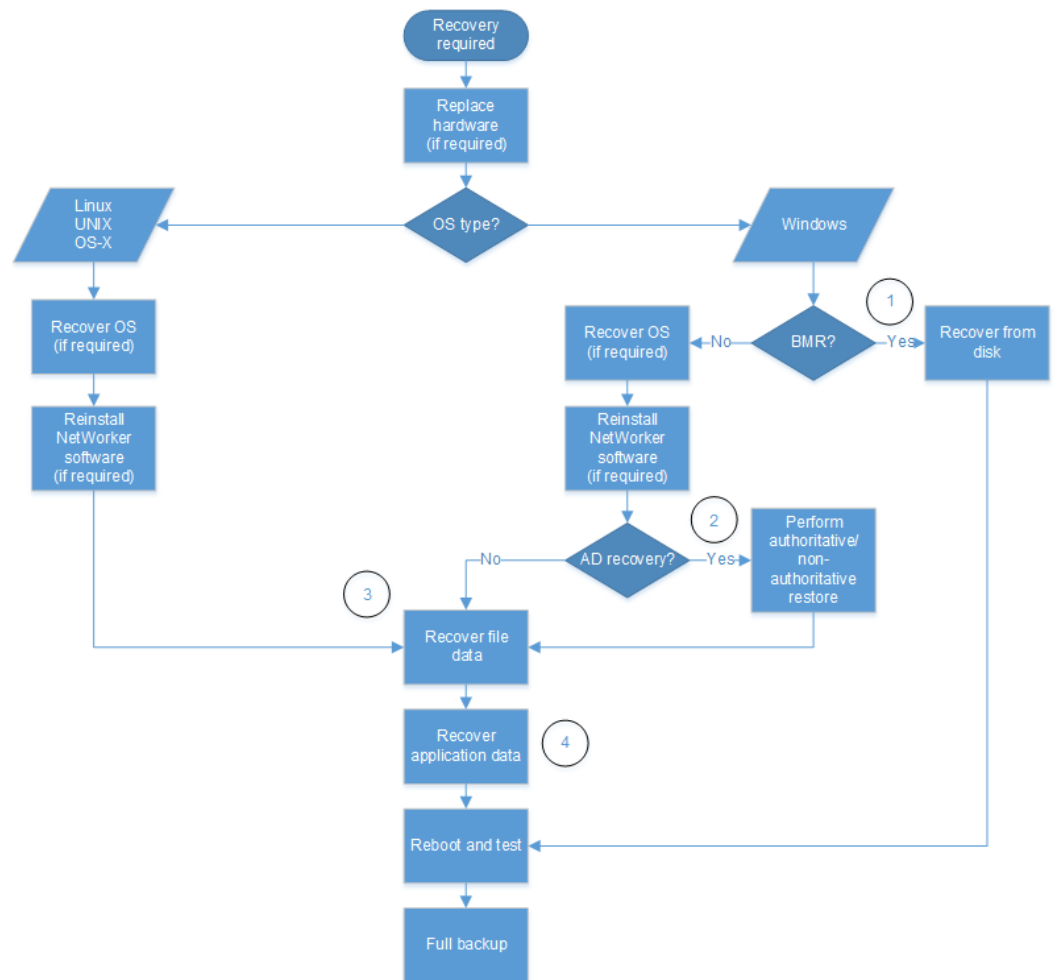 Recovery
required
Replace
hardware
(if required)
OS type?
Linux
UNIX
OS-X
Windows
1
Recover OS
(if required)
Recover OS
(if required)
No
BMR?
Yes
Recover from
disk
Reinstall
NetWorker
software
(if required)
Reinstall
NetWorker
software
(if required)
2
No
AD recovery?
Yes
Perform
authoritative/
non-
authoritative
restore
3
Recover file
data
Recover
application data
4
Reboot and test
Full backup